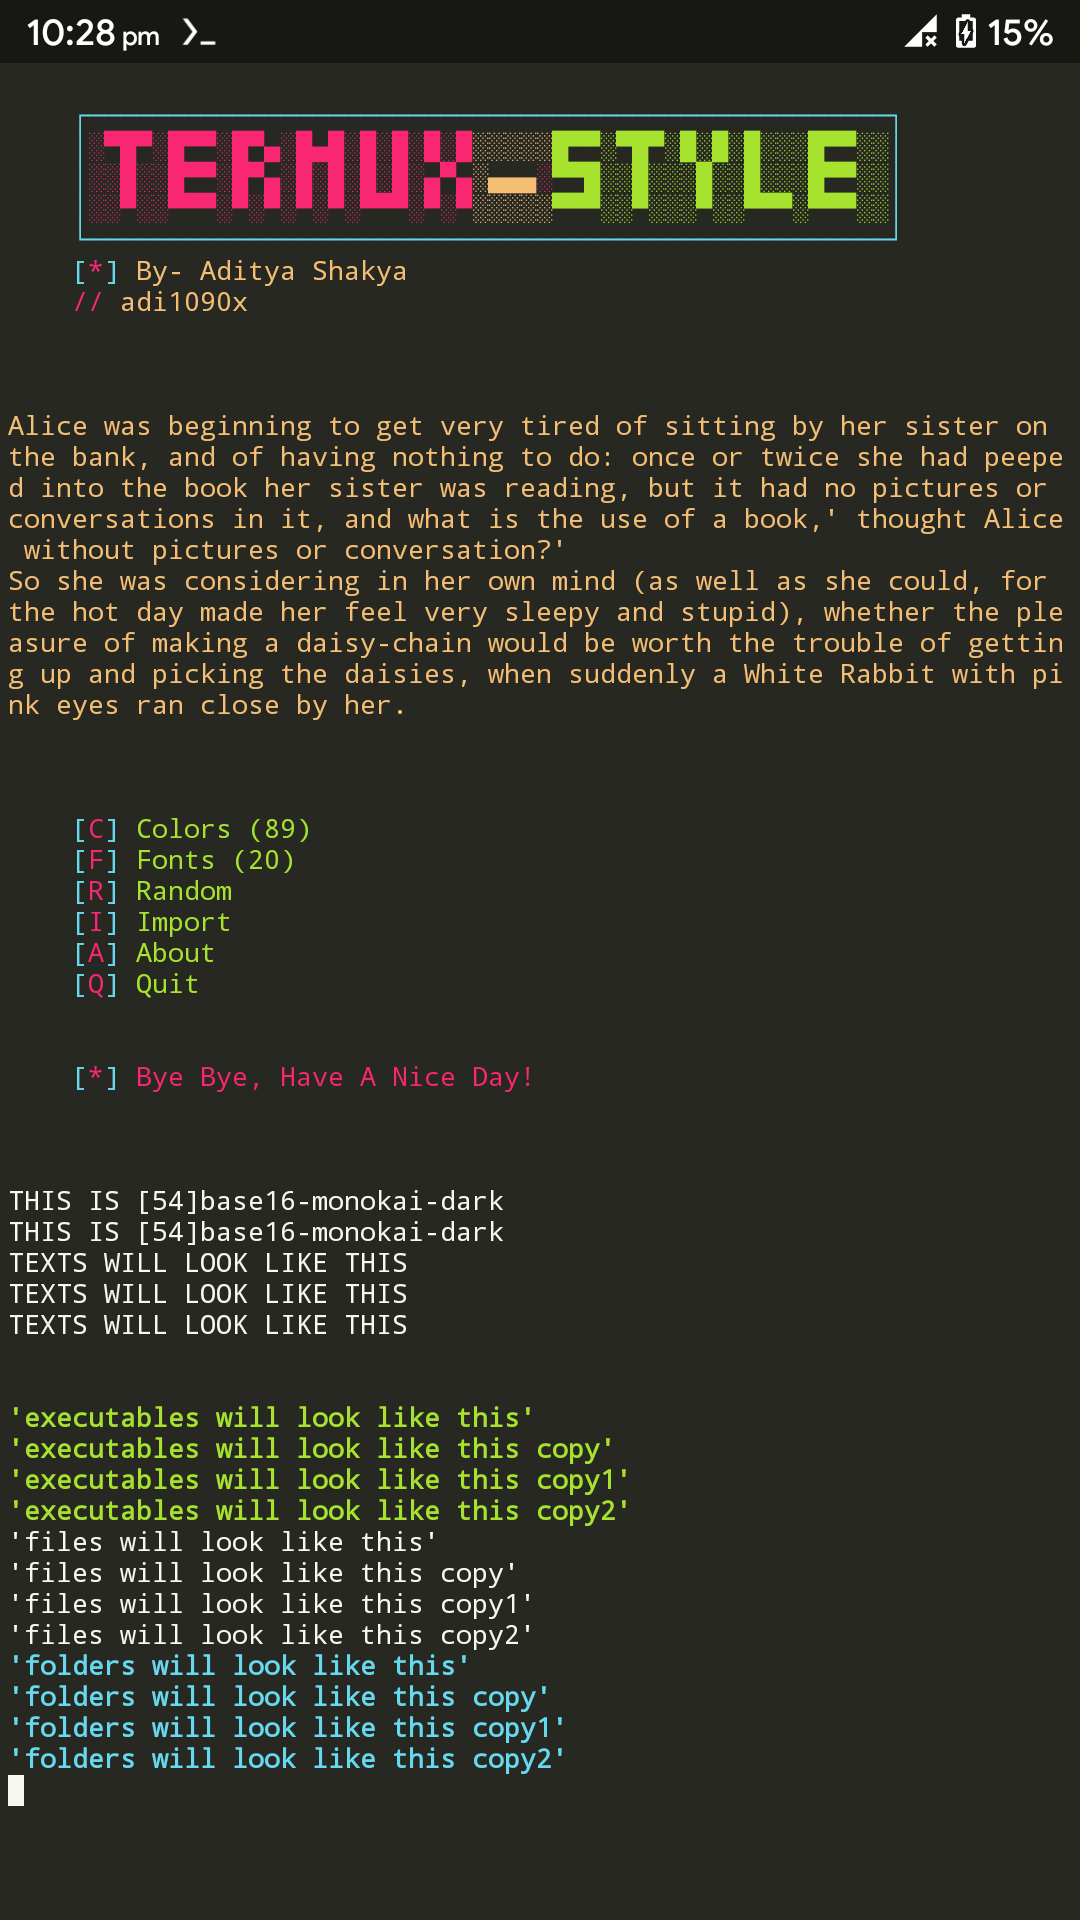 10:28 pm 15%
TERMUX-STYLE
[*] By- Aditya Shakya
// adi1090x
Alice was beginning to get very tired of sitting by her sister on
the bank, and of having nothing to do: once or twice she had peepe
d into the book her sister was reading, but it had no pictures or
conversations in it, and what is the use of a book,' thought Alice
without pictures or conversation?'
So she was considering in her own mind (as well as she could, for
the hot day made her feel very sleepy and stupid), whether the ple
asure of making a daisy-chain would be worth the trouble of gettin
g up and picking the daisies, when suddenly a White Rabbit with pi
nk eyes ran close by her.
[C] Colors (89)
[F] Fonts (20)
[R] Random
[I] Import
[A] About
[Q] Quit
[*] Bye Bye, Have A Nice Day!
THIS IS [54]base16-monokai-dark
THIS IS [54]base16-monokai-dark
TEXTS WILL LOOK LIKE THIS
TEXTS WILL LOOK LIKE THIS
TEXTS WILL LOOK LIKE THIS
'executables will look like this'
'executables will look like this copy'
'executables will look like this copy1'
'executables will look like this copy2'
'files will look like this'
'files will look like this copy'
'files will look like this copy1'
'files will look like this copy2'
'folders will look like this'
'folders will look like this copy'
'folders will look like this copy1'
'folders will look like this copy2'